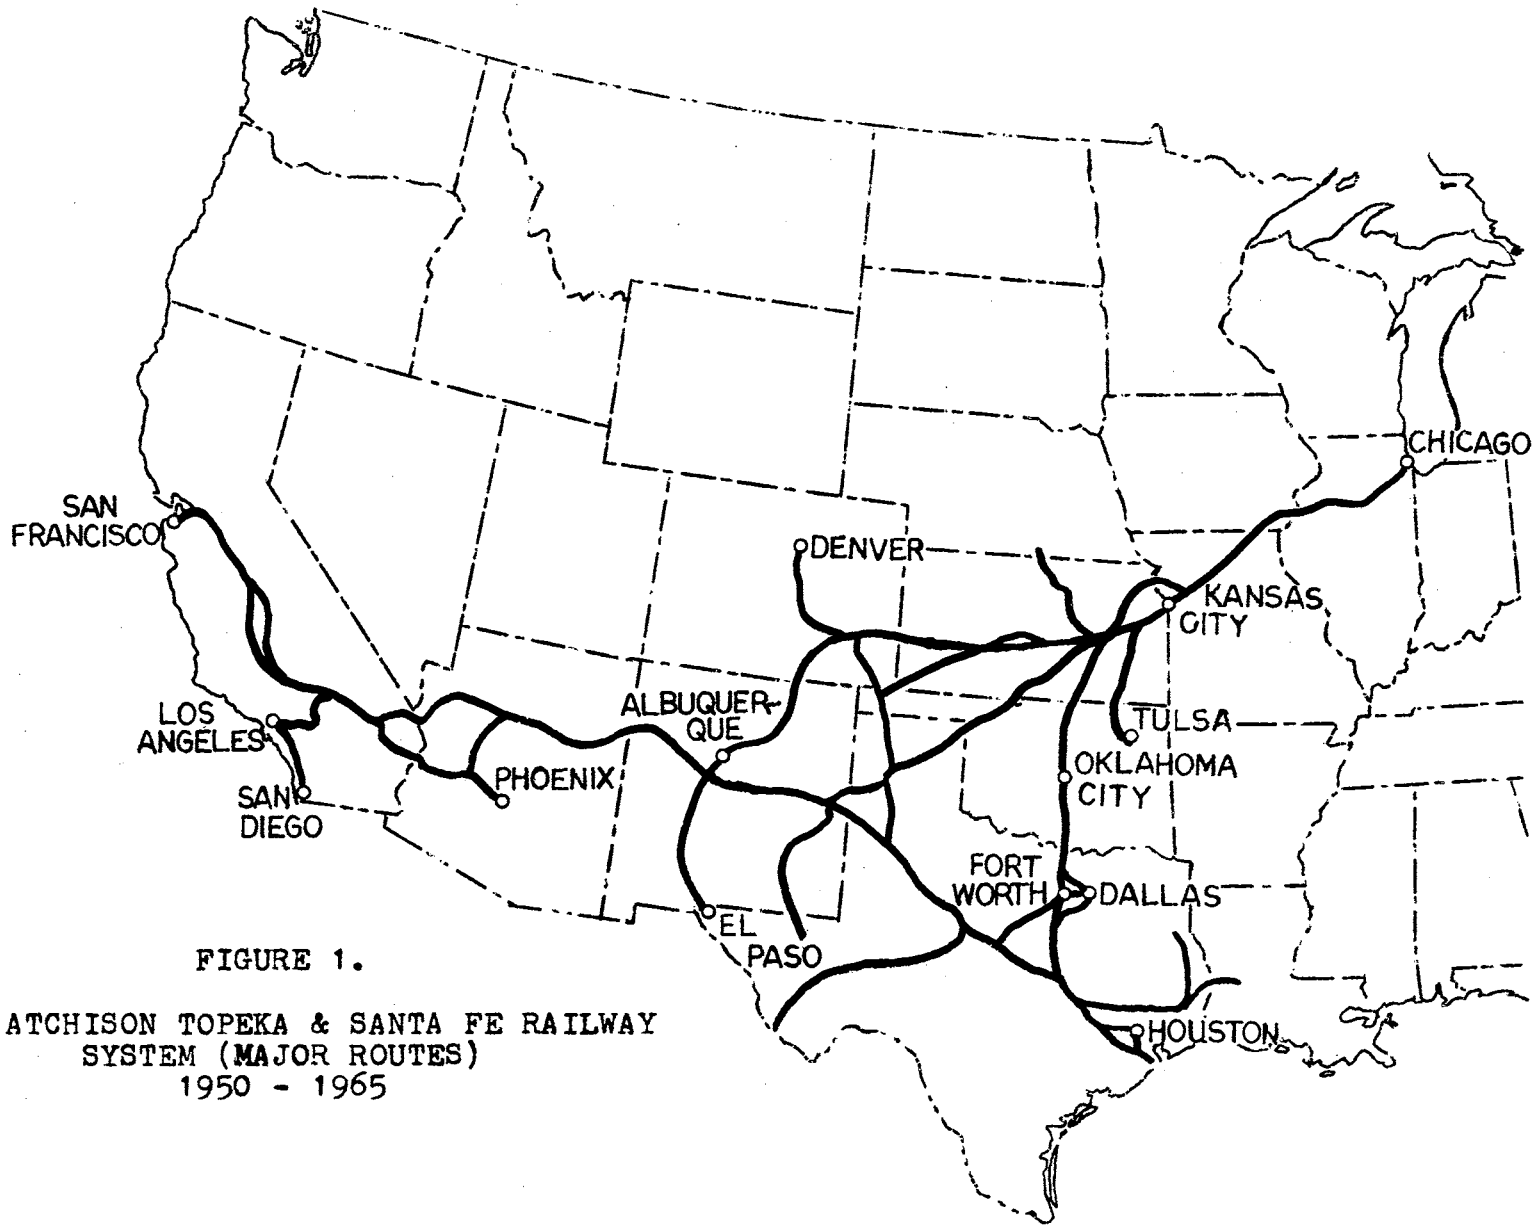 CHICAGO
SAN
FRANCISCO
DENVER
KANSAS
CITY
ALBUQUER-
QUE
LOS
ANGELES
TULSA
OKLAHOMA
CITY
PHOENIX
SAN
DIEGO
FORT
WORTH
DALLAS
EL
PASO
HOUSTON
FIGURE 1.
ATCHISON TOPEKA & SANTA FE RAILWAY
SYSTEM (MAJOR ROUTES)
1950 - 1965